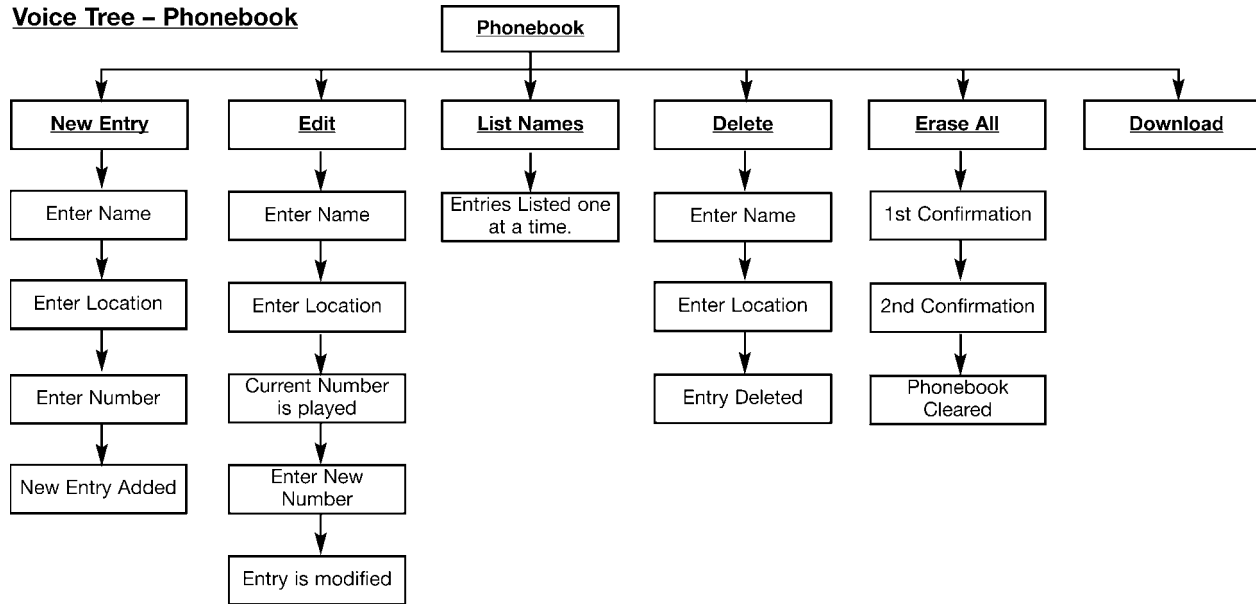 Voice Tree – Phonebook
Phonebook
New Entry
Edit
List Names
Delete
Erase All
Download
Enter Name
Enter Name
Entries Listed one
at a time.
Enter Name
1st Confirmation
Enter Location
Enter Location
Enter Location
2nd Confirmation
Enter Number
Current Number
is played
Entry Deleted
Phonebook
Cleared
New Entry Added
Enter New
Number
Entry is modified